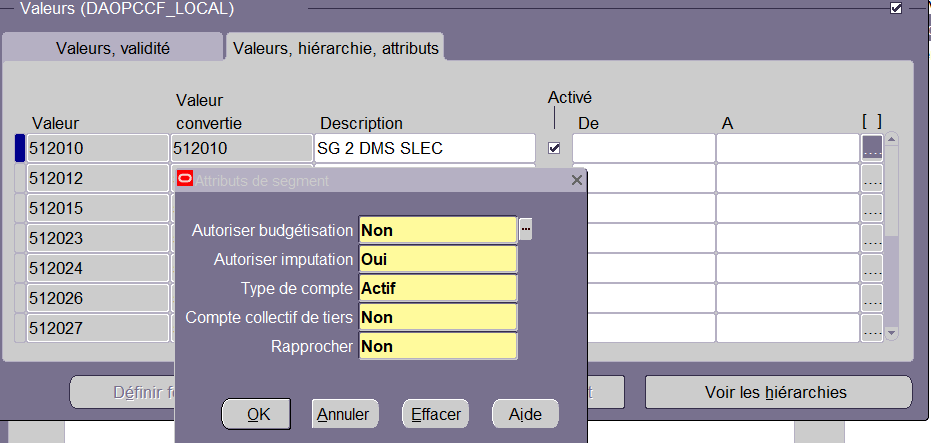 Valeurs (DAOPCCF_LOCAL)
Valeurs, validité
Valeurs, hiérarchie, attributs
Activé
Valeur
Valeur convertie
Description
De
A
[ ]
512010
512010
SG 2 DMS SLEC
....
512012
....
512015
....
512023
....
512024
....
512026
....
512027
....
Attributs de segment
Autoriser budgétisation Non ...
Autoriser imputation Oui
Type de compte Actif
Compte collectif de tiers Non
Rapprocher Non
OK
Annuler
Effacer
Aide
Définir
Voir les hiérarchies